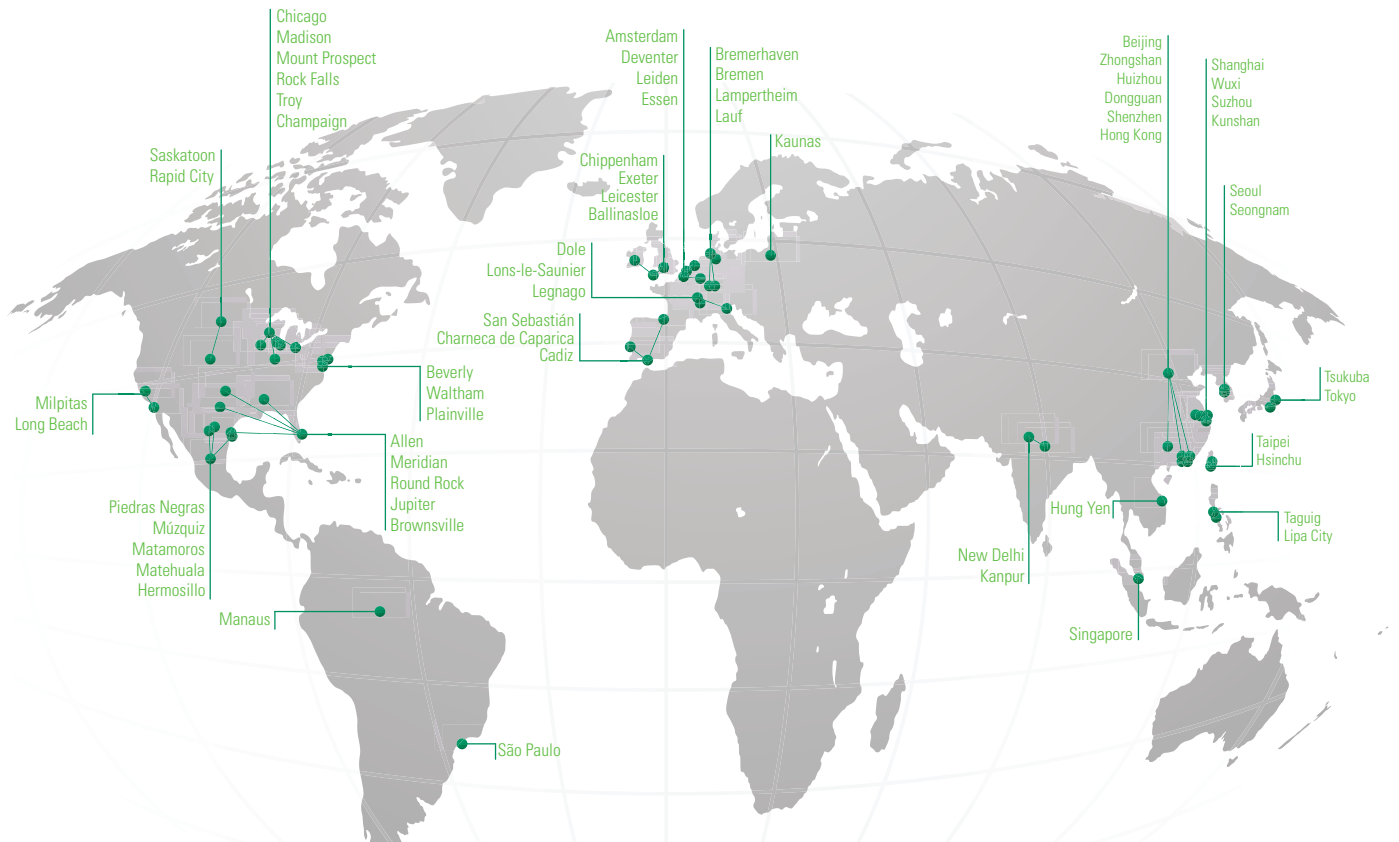 Chicago
Madison
Mount Prospect
Rock Falls
Troy
Champaign
Saskatoon
Rapid City
Amsterdam
Deventer
Leiden
Essen
Bremerhaven
Bremen
Lampertheim
Lauf
Kaunas
Chippenham
Exeter
Leicester
Ballinasloe
Dole
Lons-le-Saunier
Legnago
San Sebastián
Charneca de Caparica
Cadiz
Beijing
Zhongshan
Huizhou
Dongguan
Shenzhen
Hong Kong
Shanghai
Wuxi
Suzhou
Kunshan
Seoul
Seongnam
Tsukuba
Tokyo
Taipei
Hsinchu
Taguig
Lipa City
Hung Yen
New Delhi
Kanpur
Singapore
Milpitas
Long Beach
Beverly
Waltham
Plainville
Allen
Meridian
Round Rock
Jupiter
Brownsville
Piedras Negras
Múzquiz
Matamoros
Matehuala
Hermosillo
Manaus
São Paulo